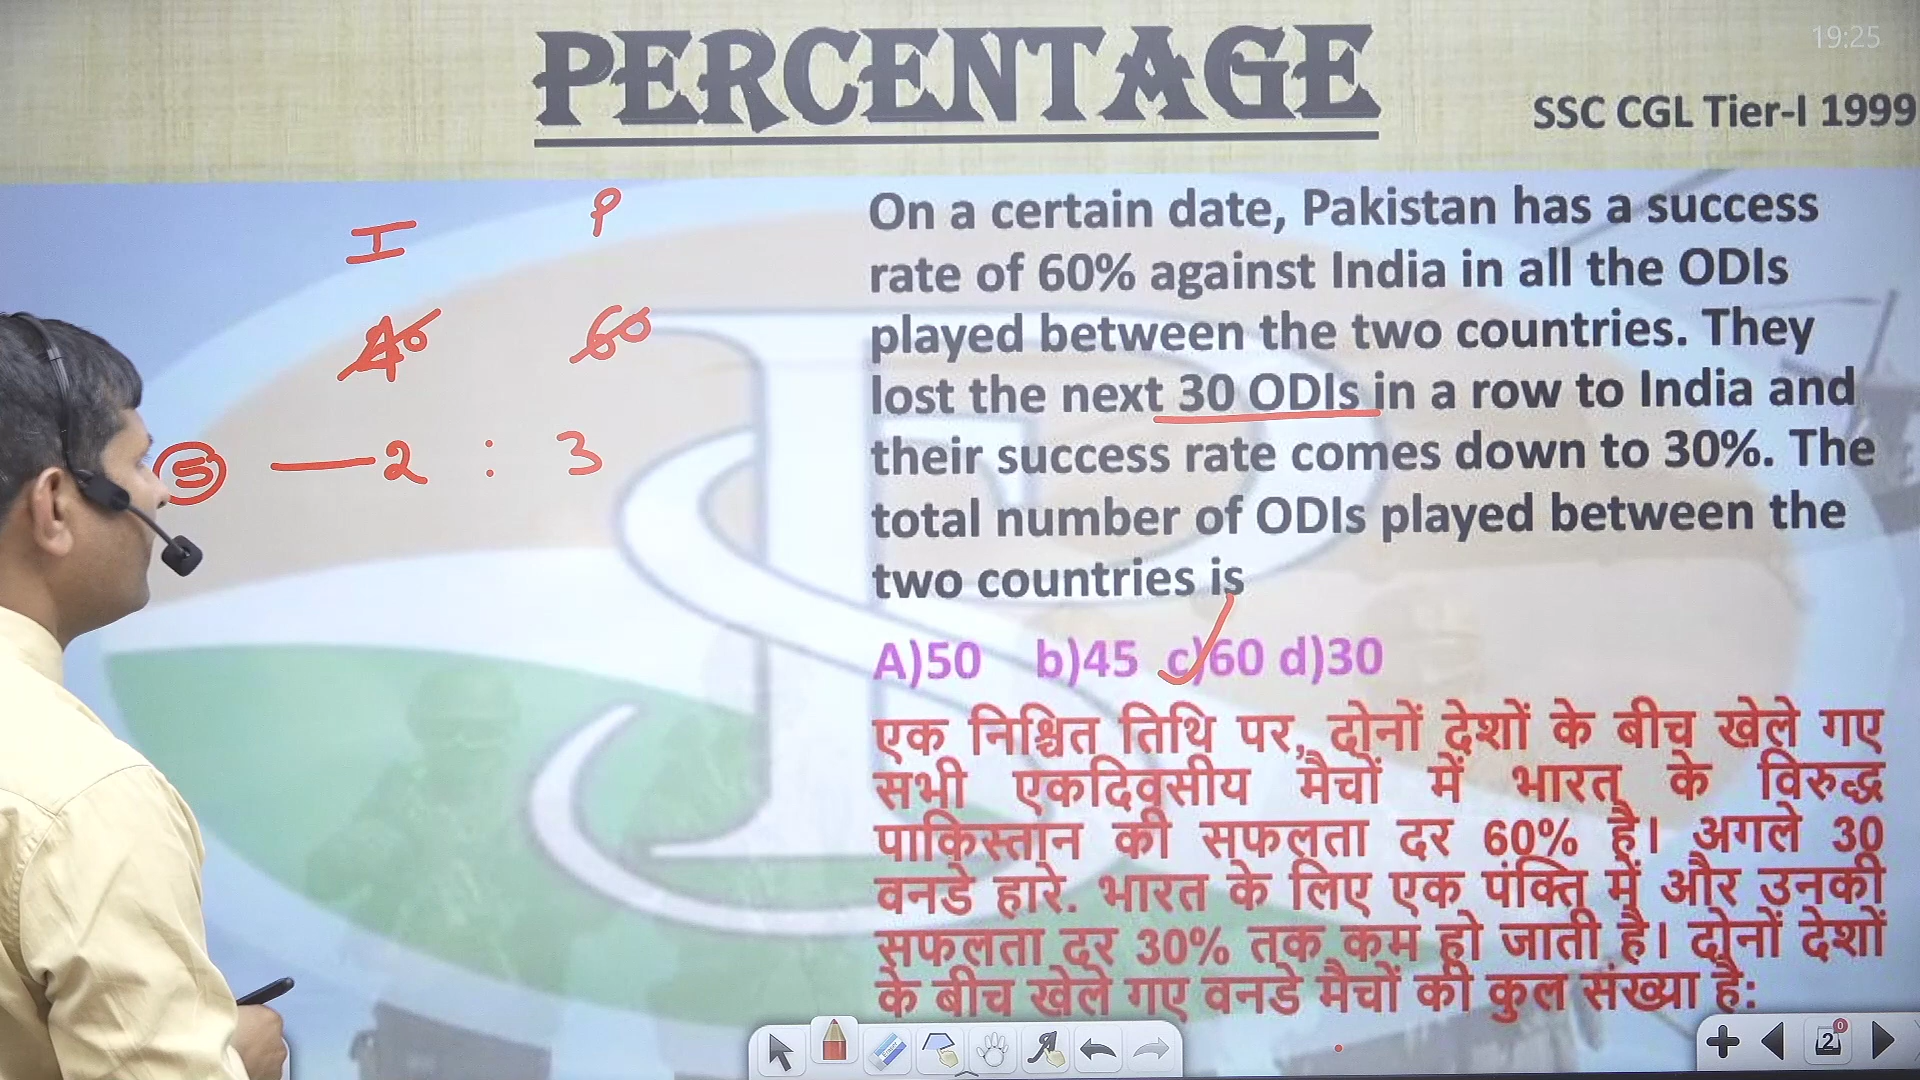 PERCENTAGE
19:25
SSC CGL Tier-I 1999
I P
40 60
5 — 2 : 3
On a certain date, Pakistan has a success
rate of 60% against India in all the ODIs
played between the two countries. They
lost the next 30 ODIs in a row to India and
their success rate comes down to 30%. The
total number of ODIs played between the
two countries is
A)50 b)45 c)60 d)30
एक निश्चित तिथि पर, दोनों देशों के बीच खेले गए
सभी एकदिवसीय मैचों में भारत के विरुद्ध
पाकिस्तान की सफलता दर 60% है। अगले 30
वनडे हारे. भारत के लिए एक पंक्ति में और उनकी
सफलता दर 30% तक कम हो जाती है। दोनों देशों
के बीच खेले गए वनडे मैचों की कुल संख्या है:
2
0